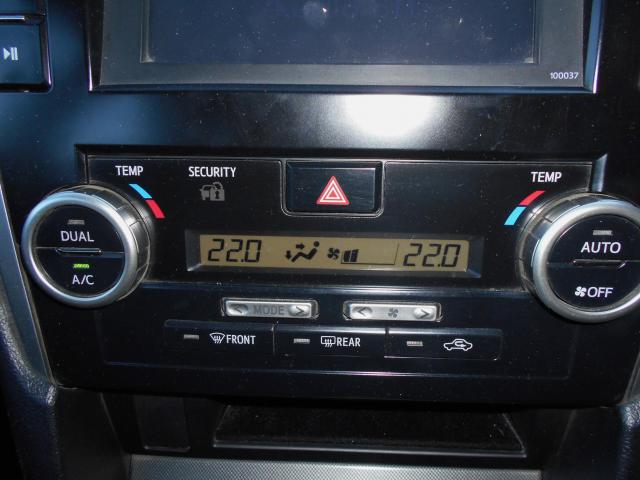 100037
TEMP SECURITY TEMP
DUAL AUTO
22.0 22.0
A/C OFF
MODE
FRONT REAR